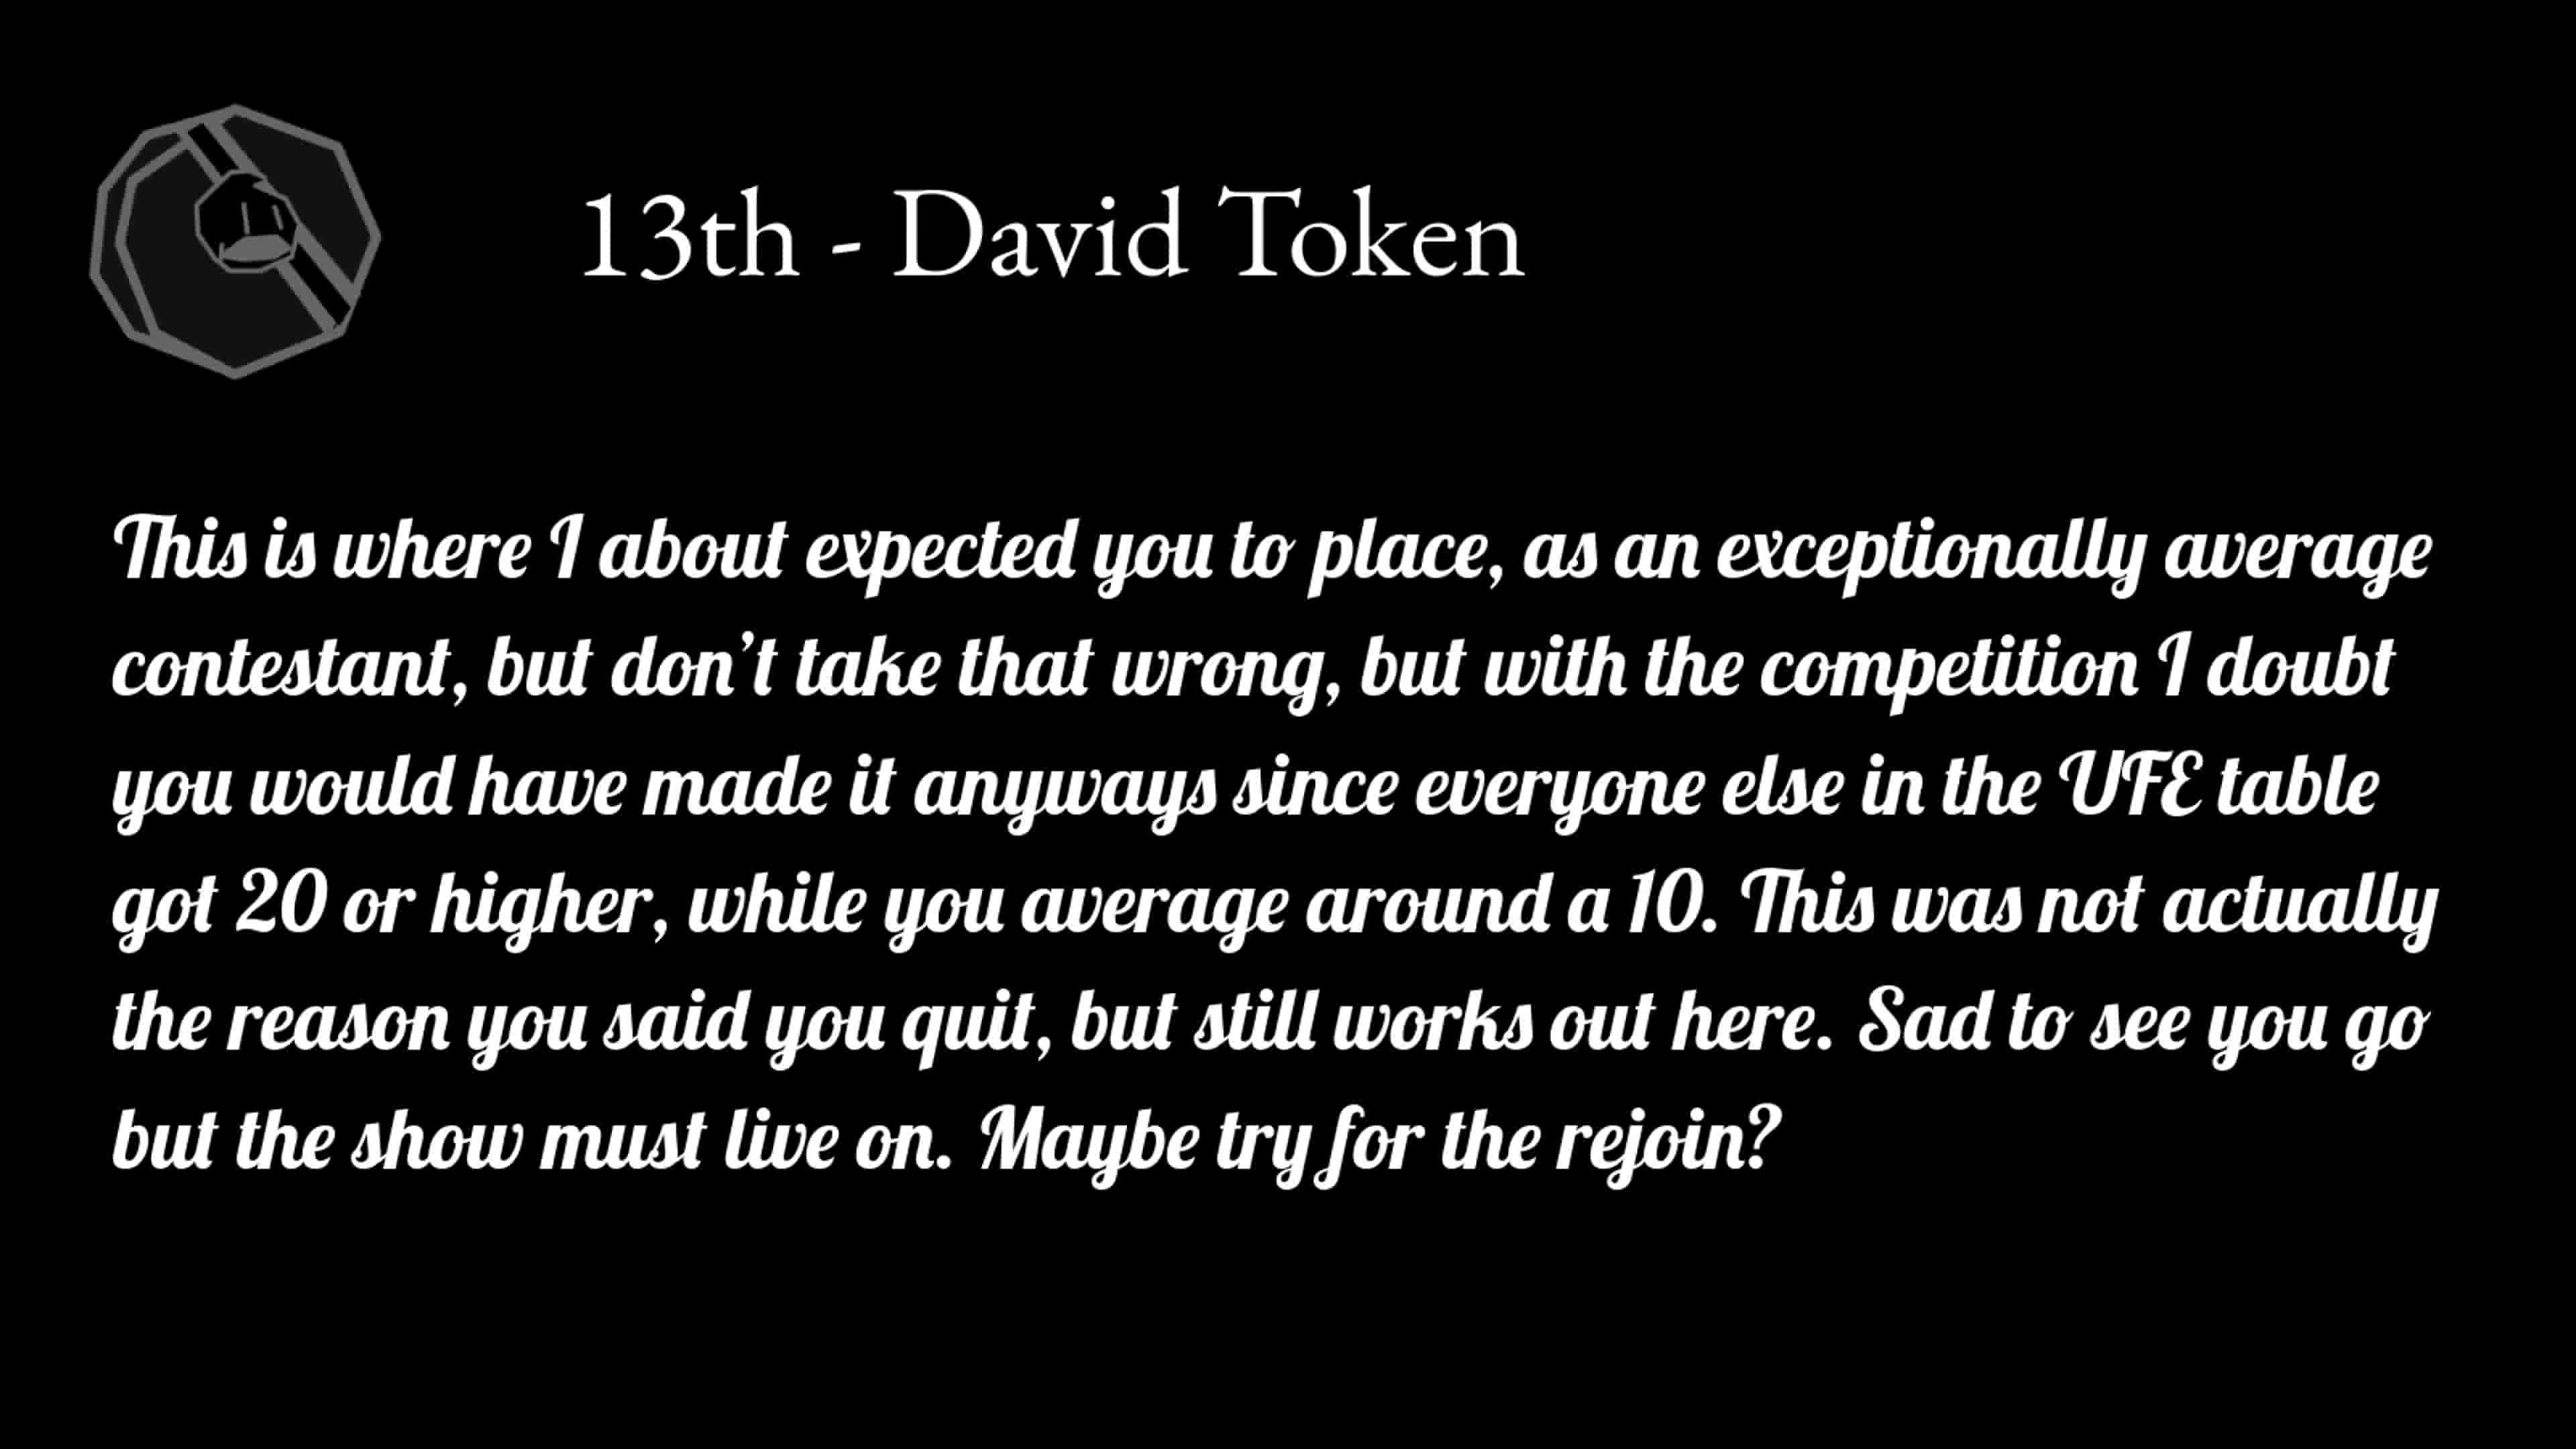 13th - David Token
This is where I about expected you to place, as an exceptionally average
contestant, but don't take that wrong, but with the competition I doubt
you would have made it anyways since everyone else in the UFE table
got 20 or higher, while you average around a 10. This was not actually
the reason you said you quit, but still works out here. Sad to see you go
but the show must live on. Maybe try for the rejoin?